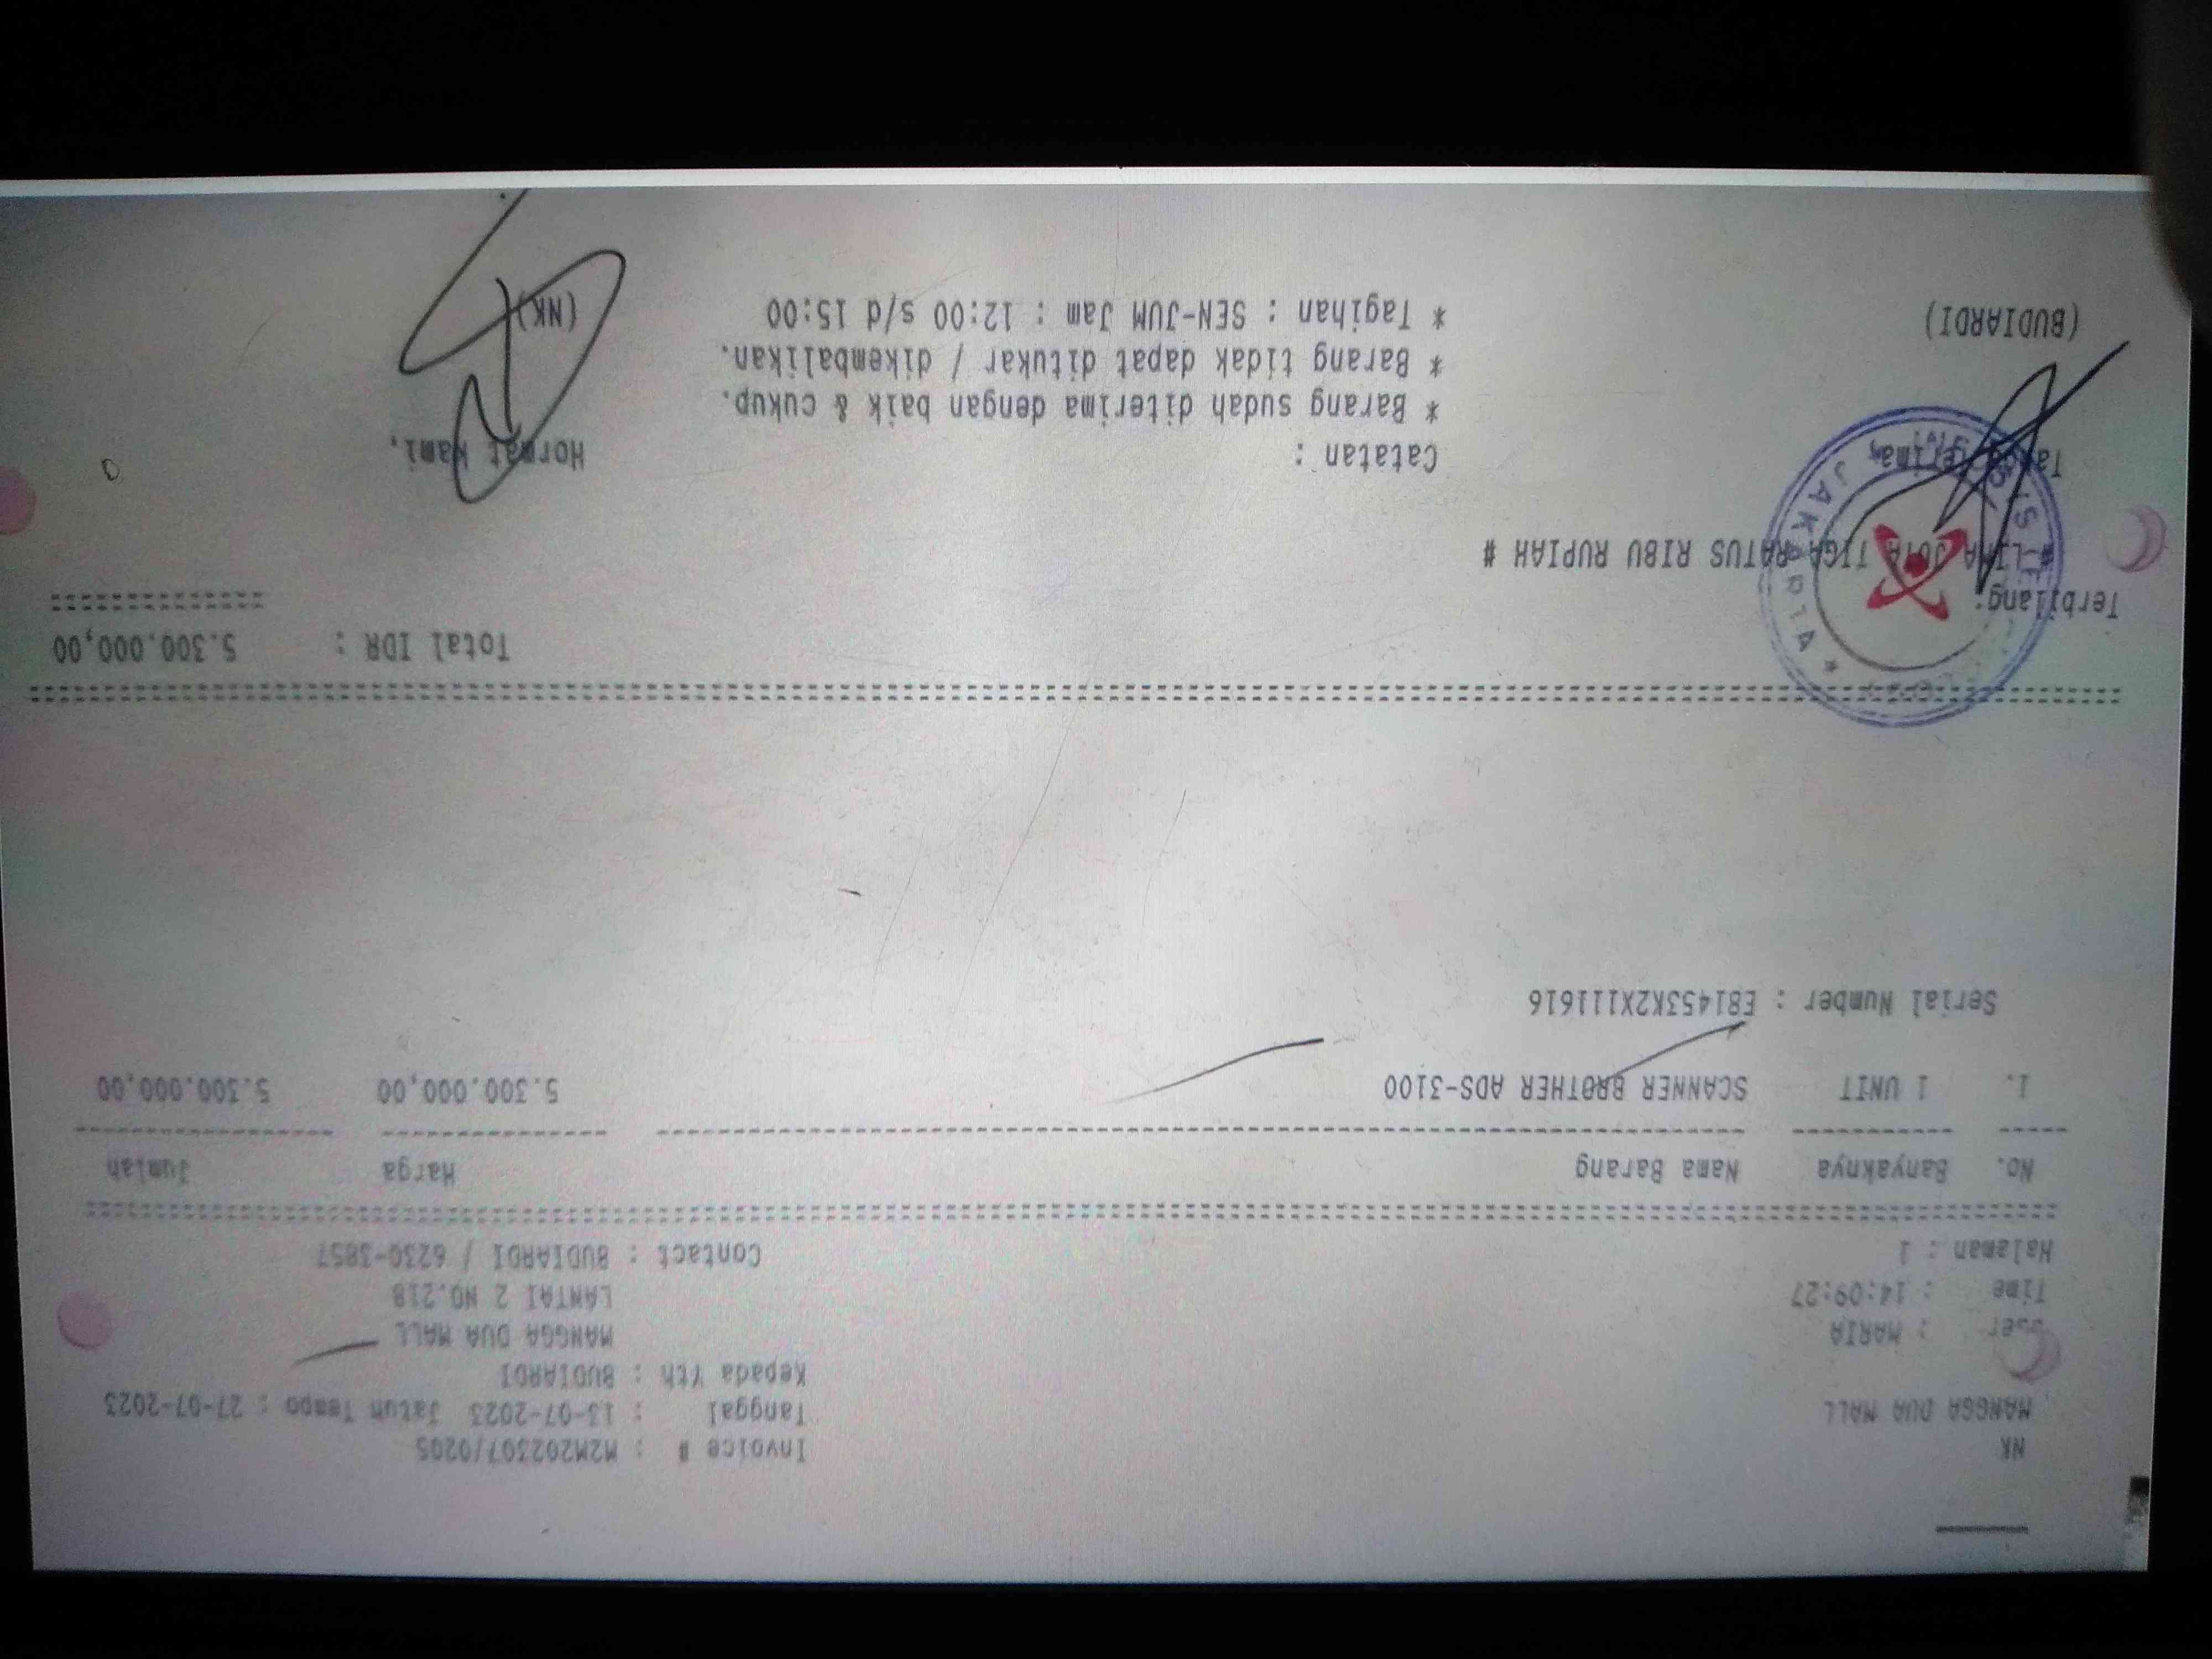 NK
MANGGA DUA MALL
User : MARIA
Time : 14:09:27
Halaman : 1
Invoice # : M2M202307/0205
Tanggal : 13-07-2023 Jatuh Tempo : 27-07-2023
Kepada Yth : BUDIARDI
MANGGA DUA MALL
LANTAI 2 NO.218
Contact : BUDIARDI / 6230-3857
No. Banyaknya Nama Barang Harga Jumlah
1. 1 UNIT SCANNER BROTHER ADS-3100 5.300.000,00 5.300.000,00
Serial Number : E81453K2X111616
Total IDR : 5.300.000,00
Terbilang:
# LIMA JUTA TIGA RATUS RIBU RUPIAH #
Tanda terima,
Catatan :
* Barang sudah diterima dengan baik & cukup.
* Barang tidak dapat ditukar / dikembalikan.
* Tagihan : SEN-JUM Jam : 12:00 s/d 15:00
Hormat kami,
(BUDIARDI)
(NK)
JAKARTA